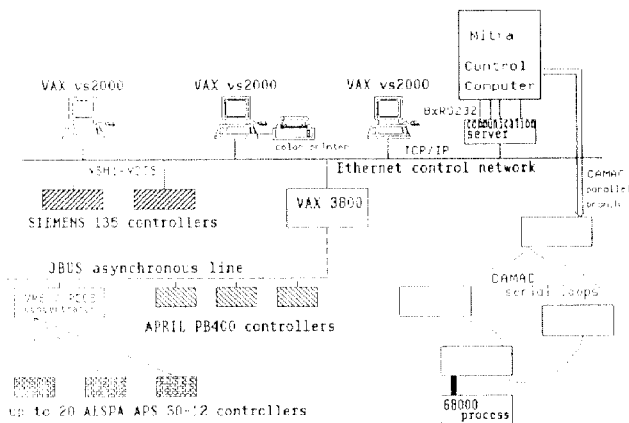 Mitra
Control
Computer
VAX vs2000
VAX vs2000
VAX vs2000
8xRS232
communication
server
color printer
TCP/IP
Ethernet control network
SIEMENS 135 controllers
VAX 3800
CAMAC
parallel
branch
JBUS asynchronous line
CAMAC
serial loops
APRIL PB400 controllers
68000
process
up to 20 ALSPA APS 30-12 controllers